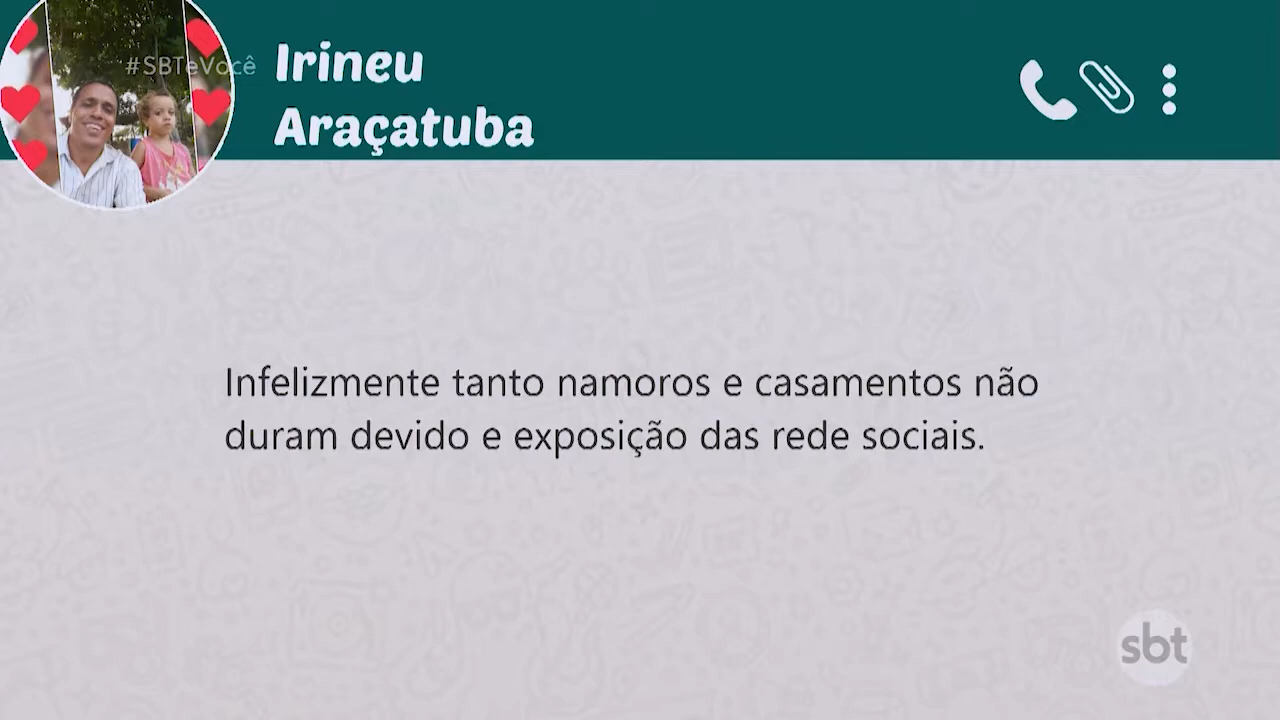 #SBTeVocê
Irineu
Araçatuba
Infelizmente tanto namoros e casamentos não
duram devido e exposição das rede sociais.
sbt